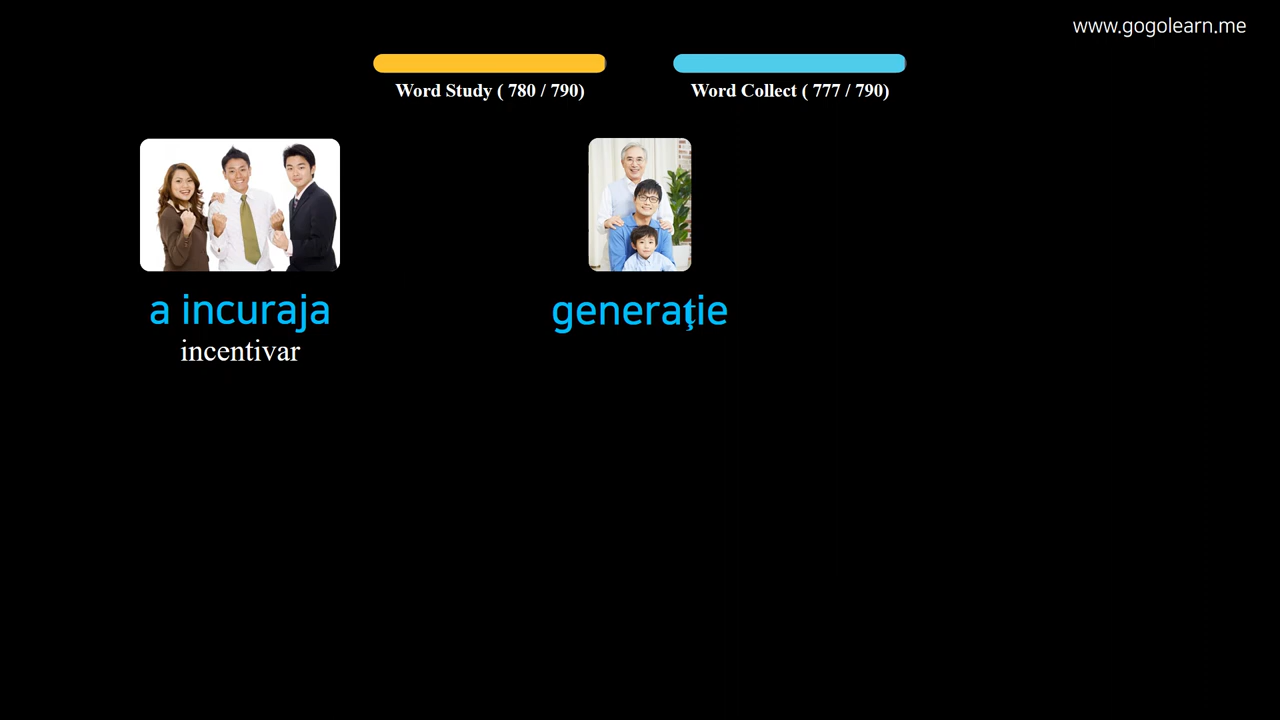 www.gogolearn.me
Word Study ( 780 / 790)
Word Collect ( 777 / 790)
a incuraja
incentivar
generaţie